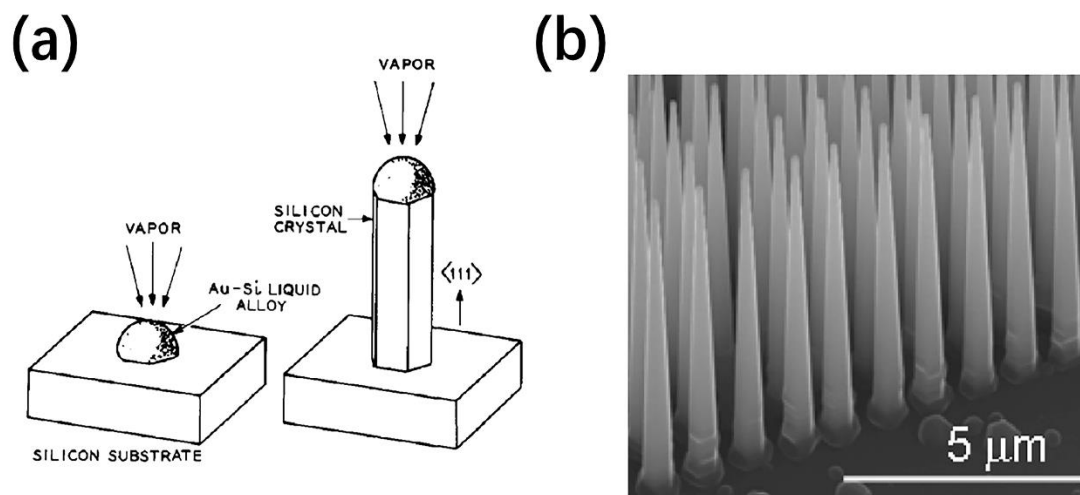 (a)
VAPOR
Au-Si LIQUID
ALLOY
SILICON SUBSTRATE
VAPOR
SILICON
CRYSTAL
⟨111⟩
(b)
5 μm